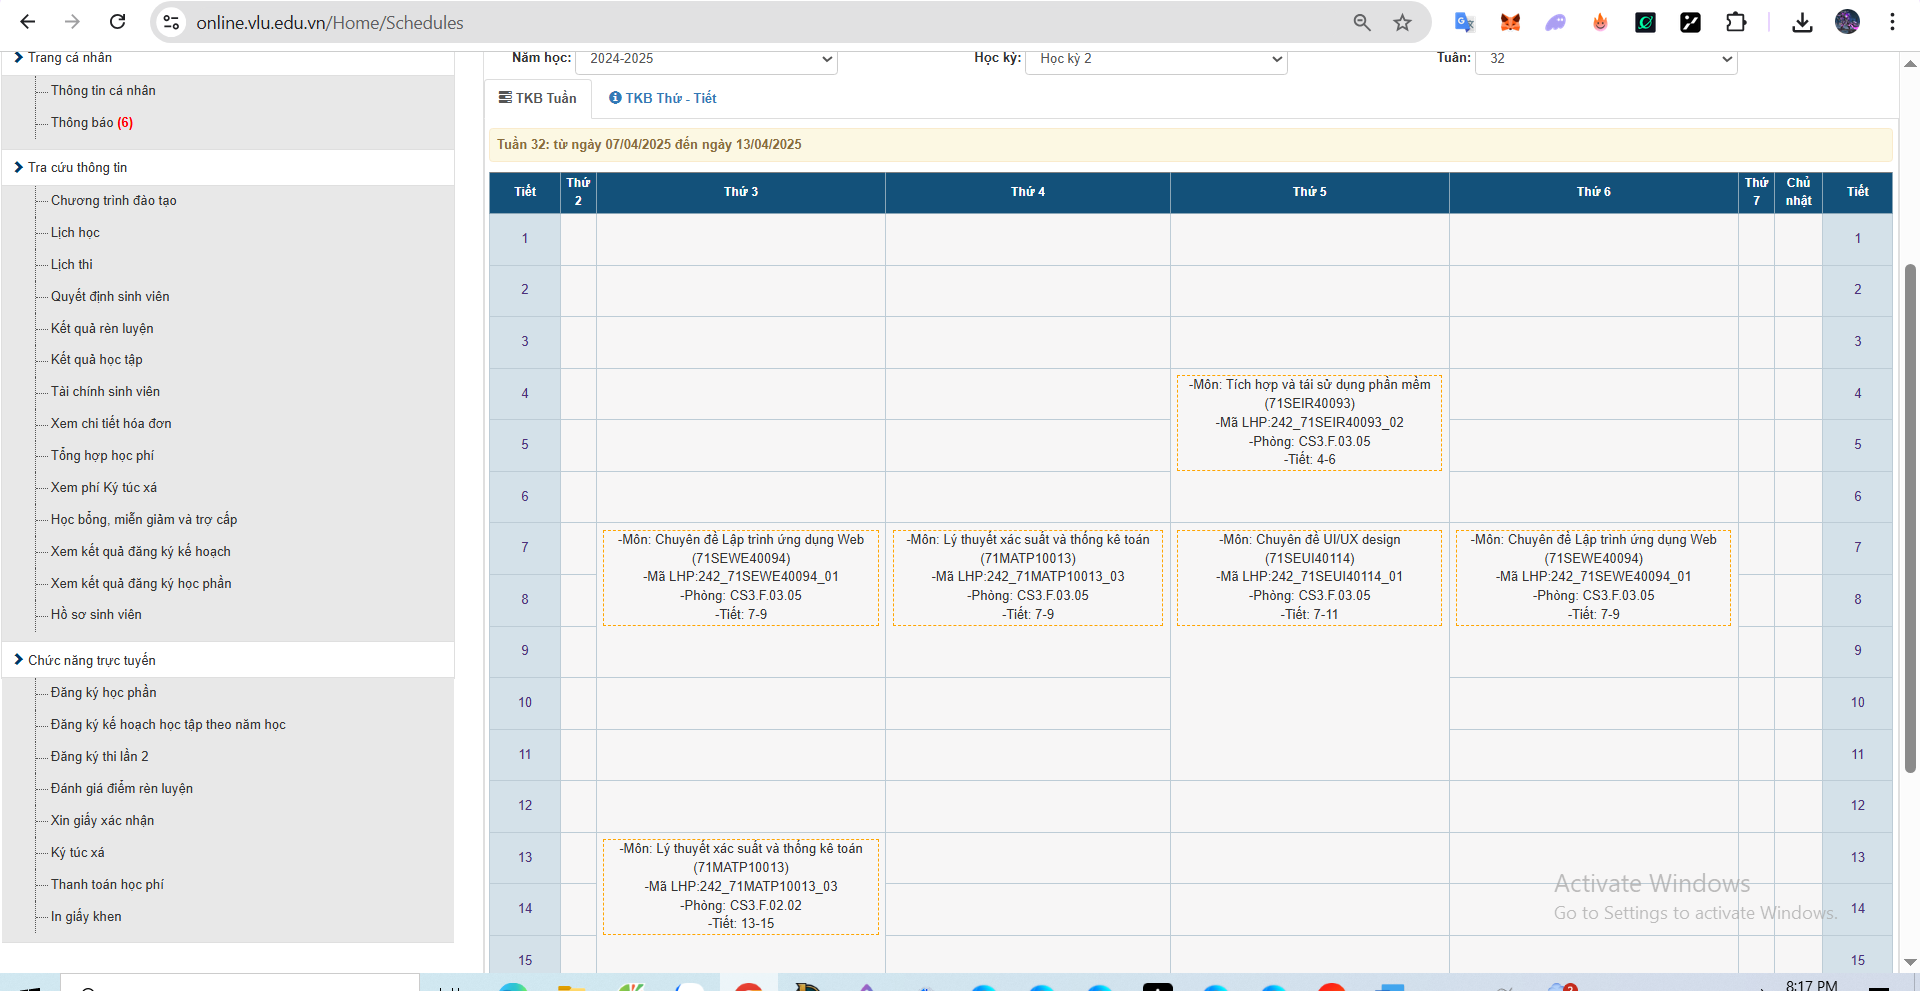 online.vlu.edu.vn/Home/Schedules
Trang cá nhân
Thông tin cá nhân
Thông báo (6)
Tra cứu thông tin
Chương trình đào tạo
Lịch học
Lịch thi
Quyết định sinh viên
Kết quả rèn luyện
Kết quả học tập
Tài chính sinh viên
Xem chi tiết hóa đơn
Tổng hợp học phí
Xem phí Ký túc xá
Học bổng, miễn giảm và trợ cấp
Xem kết quả đăng ký kế hoạch
Xem kết quả đăng ký học phần
Hồ sơ sinh viên
Chức năng trực tuyến
Đăng ký học phần
Đăng ký kế hoạch học tập theo năm học
Đăng ký thi lần 2
Đánh giá điểm rèn luyện
Xin giấy xác nhận
Ký túc xá
Thanh toán học phí
In giấy khen
Năm học: 2024-2025 Học kỳ: Học kỳ 2 Tuần: 32
TKB Tuần TKB Thứ - Tiết
Tuần 32: từ ngày 07/04/2025 đến ngày 13/04/2025
Tiết Thứ 2 Thứ 3 Thứ 4 Thứ 5 Thứ 6 Thứ 7 Chủ nhật Tiết
1 1
2 2
3 3
4 4
-Môn: Tích hợp và tái sử dụng phần mềm
(71SEIR40093)
-Mã LHP:242_71SEIR40093_02
-Phòng: CS3.F.03.05
-Tiết: 4-6
5 5
6 6
7 7
-Môn: Chuyên đề Lập trình ứng dụng Web
(71SEWE40094)
-Mã LHP:242_71SEWE40094_01
-Phòng: CS3.F.03.05
-Tiết: 7-9
-Môn: Lý thuyết xác suất và thống kê toán
(71MATP10013)
-Mã LHP:242_71MATP10013_03
-Phòng: CS3.F.03.05
-Tiết: 7-9
-Môn: Chuyên đề UI/UX design
(71SEUI40114)
-Mã LHP:242_71SEUI40114_01
-Phòng: CS3.F.03.05
-Tiết: 7-11
-Môn: Chuyên đề Lập trình ứng dụng Web
(71SEWE40094)
-Mã LHP:242_71SEWE40094_01
-Phòng: CS3.F.03.05
-Tiết: 7-9
8 8
9 9
10 10
11 11
12 12
13 13
-Môn: Lý thuyết xác suất và thống kê toán
(71MATP10013)
-Mã LHP:242_71MATP10013_03
-Phòng: CS3.F.02.02
-Tiết: 13-15
14 14
15 15
Activate Windows
Go to Settings to activate Windows.
8:17 PM